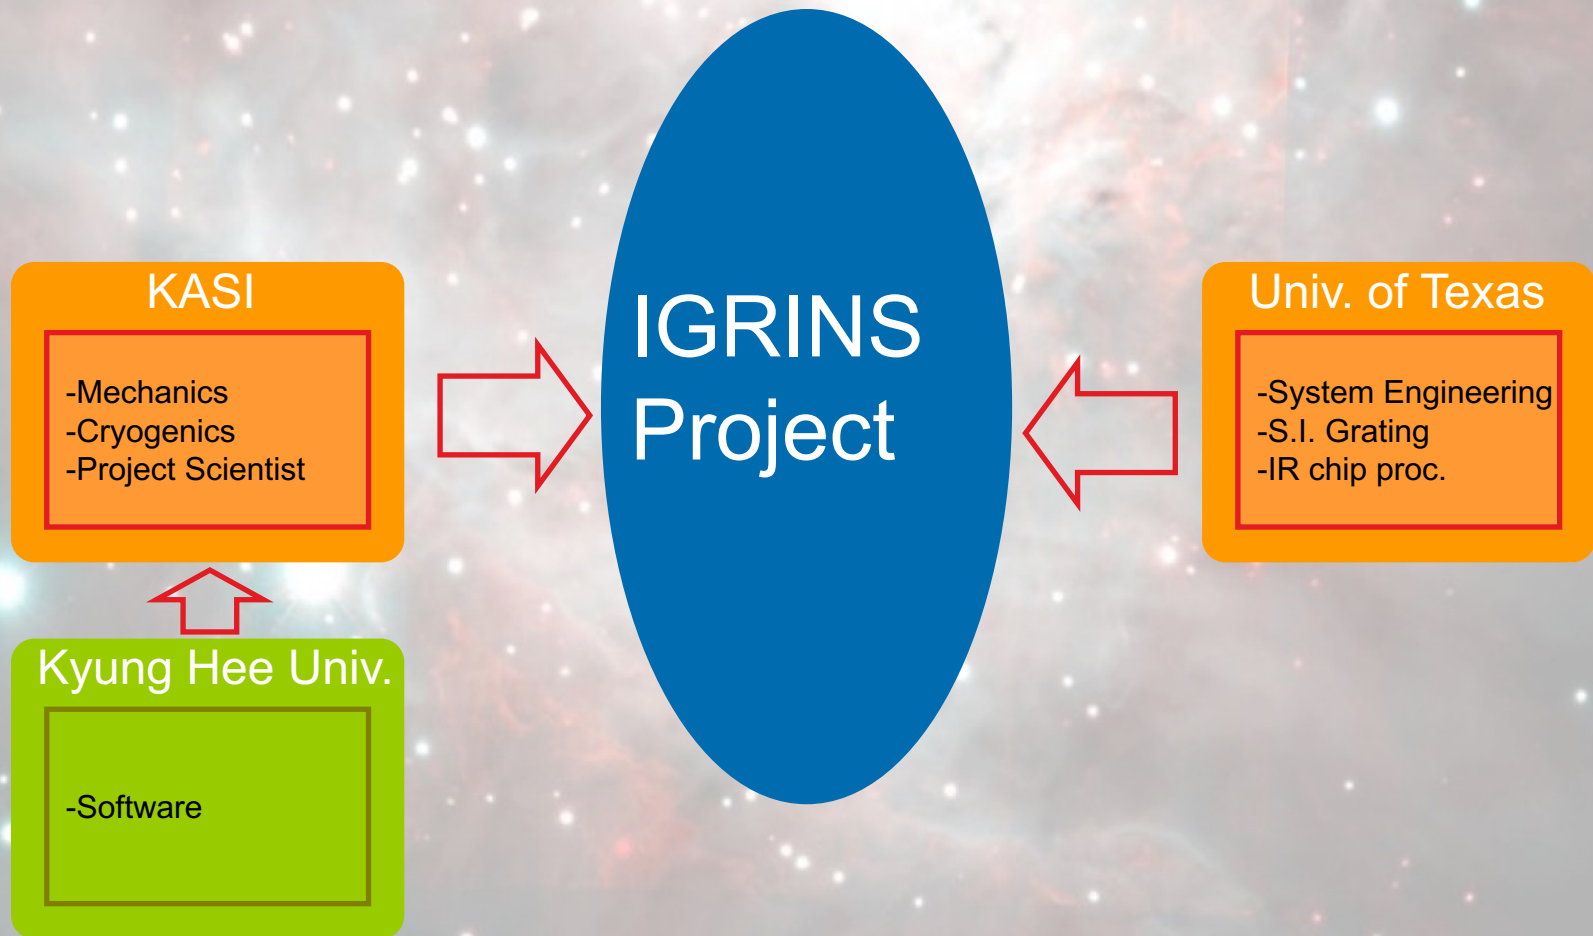 KASI
-Mechanics
-Cryogenics
-Project Scientist
Kyung Hee Univ.
-Software
IGRINS
Project
Univ. of Texas
-System Engineering
-S.I. Grating
-IR chip proc.